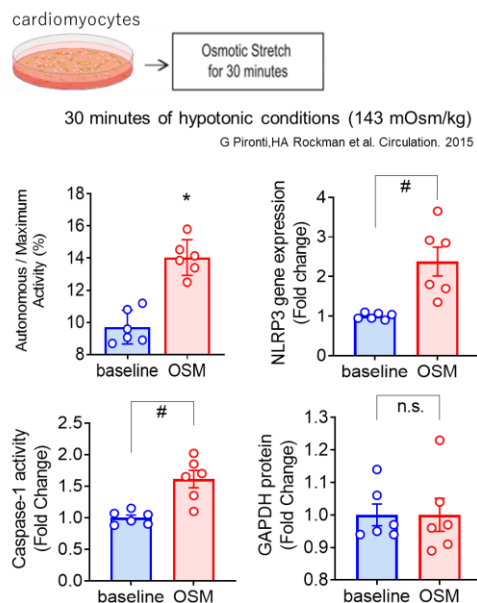 cardiomyocytes
Osmotic Stretch
for 30 minutes
30 minutes of hypotonic conditions (143 mOsm/kg)
G Pironti,HA Rockman et al. Circulation. 2015
Autonomous / Maximum
Activity (%)
16
14
12
10
8
*
baseline OSM
NLRP3 gene expression
(Fold change)
4
3
2
1
0
#
baseline OSM
Caspase-1 activity
(Fold Change)
2.5
2.0
1.5
1.0
0.5
0.0
#
baseline OSM
GAPDH protein
(Fold Change)
1.3
1.2
1.1
1.0
0.9
0.8
n.s.
baseline OSM